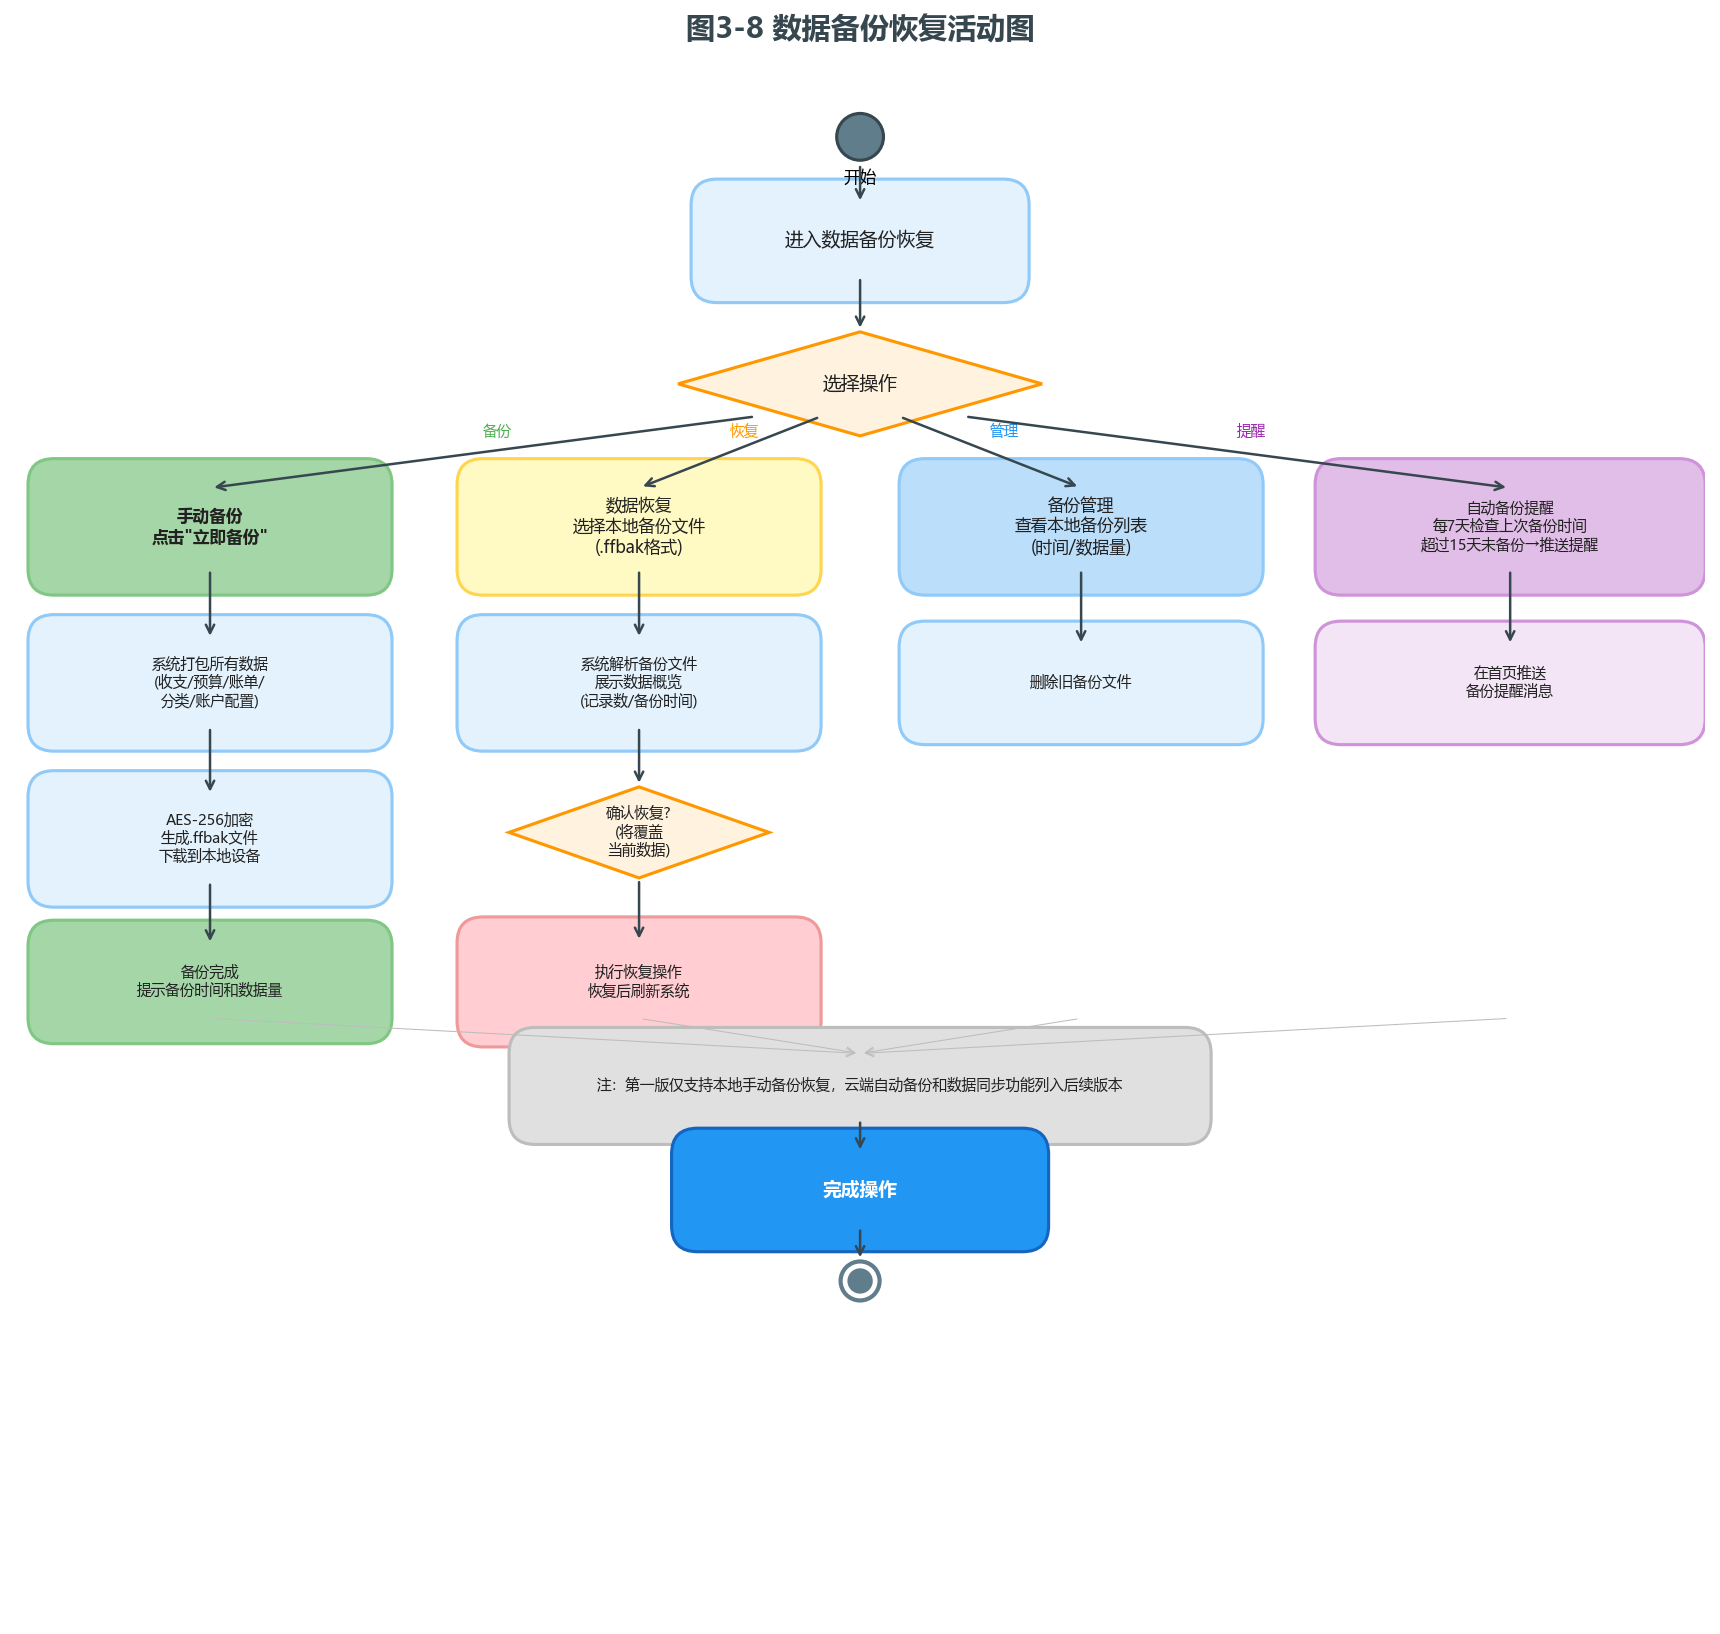 图3-8 数据备份恢复活动图
开始
进入数据备份恢复
选择操作
备份
恢复
管理
提醒
手动备份
点击"立即备份"
数据恢复
选择本地备份文件
(.ffbak格式)
备份管理
查看本地备份列表
(时间/数据量)
自动备份提醒
每7天检查上次备份时间
超过15天未备份→推送提醒
系统打包所有数据
(收支/预算/账单/
分类/账户配置)
系统解析备份文件
展示数据概览
(记录数/备份时间)
删除旧备份文件
在首页推送
备份提醒消息
AES-256加密
生成.ffbak文件
下载到本地设备
确认恢复?
(将覆盖
当前数据)
备份完成
提示备份时间和数据量
执行恢复操作
恢复后刷新系统
注：第一版仅支持本地手动备份恢复，云端自动备份和数据同步功能列入后续版本
完成操作